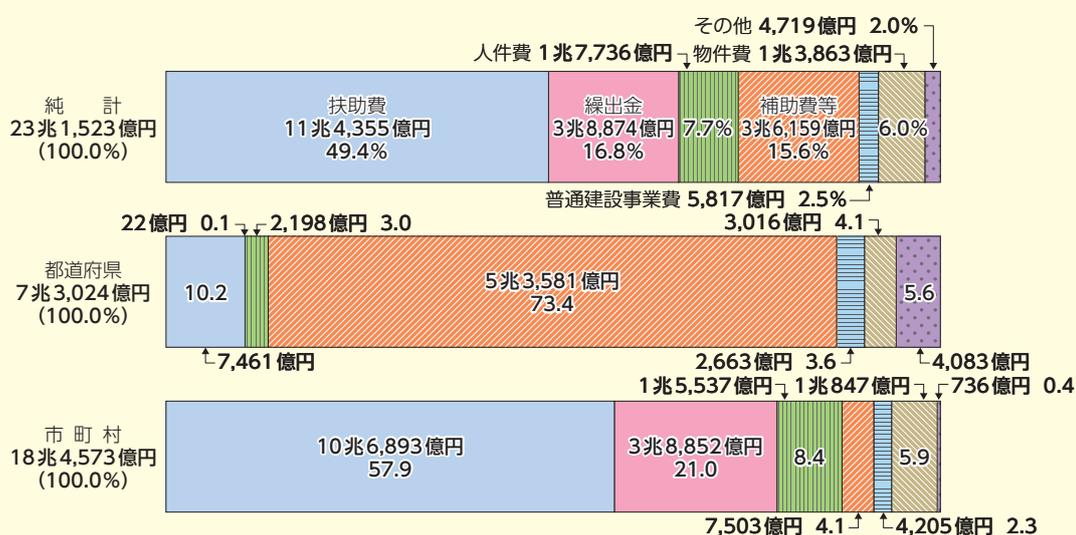 その他 4,719億円 2.0%
人件費 1兆7,736億円
物件費 1兆3,863億円
純 計
23兆1,523億円
(100.0%)
扶助費
11兆4,355億円
49.4%
繰出金
3兆8,874億円
16.8%
7.7%
補助費等
3兆6,159億円
15.6%
6.0%
普通建設事業費 5,817億円 2.5%
22億円 0.1
2,198億円 3.0
3,016億円 4.1
都道府県
7兆3,024億円
(100.0%)
10.2
5兆3,581億円
73.4
5.6
7,461億円
2,663億円 3.6
4,083億円
1兆5,537億円
1兆847億円
736億円 0.4
市 町 村
18兆4,573億円
(100.0%)
10兆6,893億円
57.9
3兆8,852億円
21.0
8.4
5.9
7,503億円 4.1
4,205億円 2.3